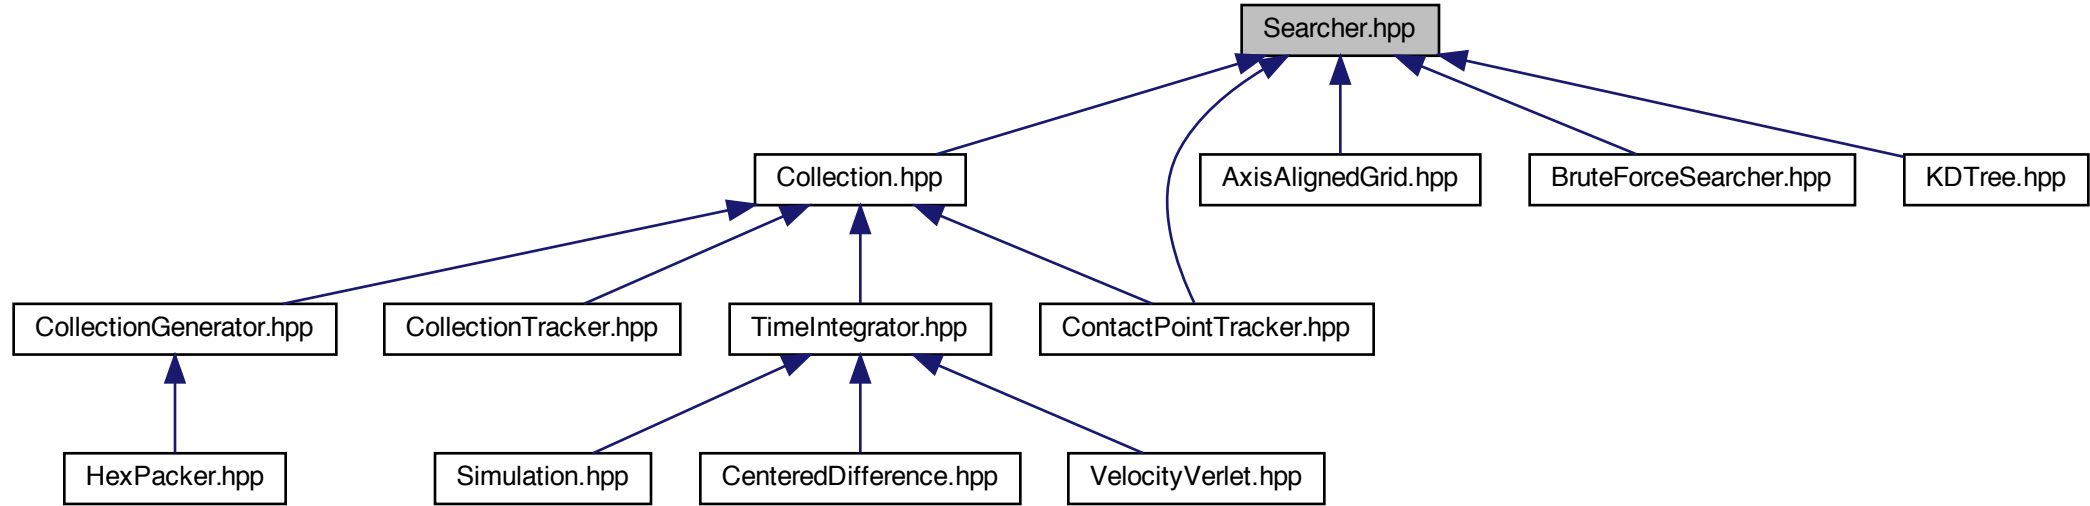 Searcher.hpp
Collection.hpp
AxisAlignedGrid.hpp
BruteForceSearcher.hpp
KDTree.hpp
CollectionGenerator.hpp
CollectionTracker.hpp
TimeIntegrator.hpp
ContactPointTracker.hpp
HexPacker.hpp
Simulation.hpp
CenteredDifference.hpp
VelocityVerlet.hpp